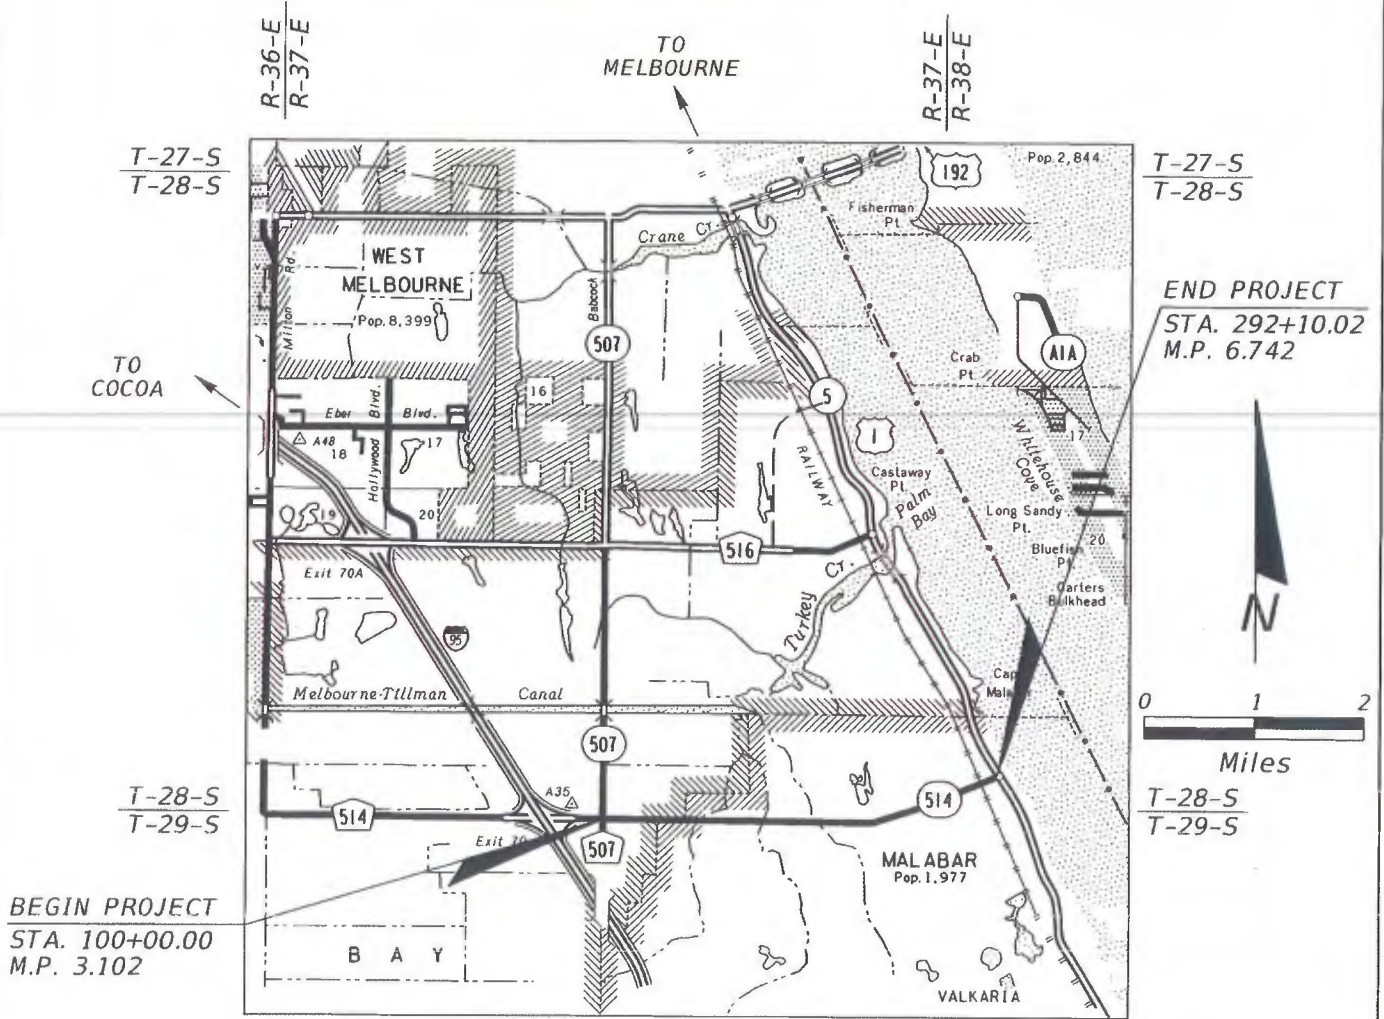 R-36-E
R-37-E
TO
MELBOURNE
R-37-E
R-38-E
T-27-S
T-28-S
192
Pop. 2,844
T-27-S
T-28-S
Fisherman
Pt.
Crane Cr.
WEST
MELBOURNE
Pop. 8,399
Milton Rd.
Babcock
507
END PROJECT
STA. 292+10.02
M.P. 6.742
A1A
Crab
Pt.
TO
COCOA
16
5
Eber Blvd.
Hollywood Blvd.
A48
18
17
1
RAILWAY
Castaway
Pt.
Palm
Bay
17
Whitehouse
Cove
Long Sandy
Pt.
19
20
516
20
Bluefish
Pt.
Exit 70A
Cr.
Turkey
Carters
Bulkhead
95
N
Melbourne-Tillman Canal
Cape
0 1 2
Miles
507
T-28-S
T-29-S
A35
514
514
T-28-S
T-29-S
Exit 70
507
MALABAR
Pop. 1,977
BEGIN PROJECT
STA. 100+00.00
M.P. 3.102
BAY
VALKARIA